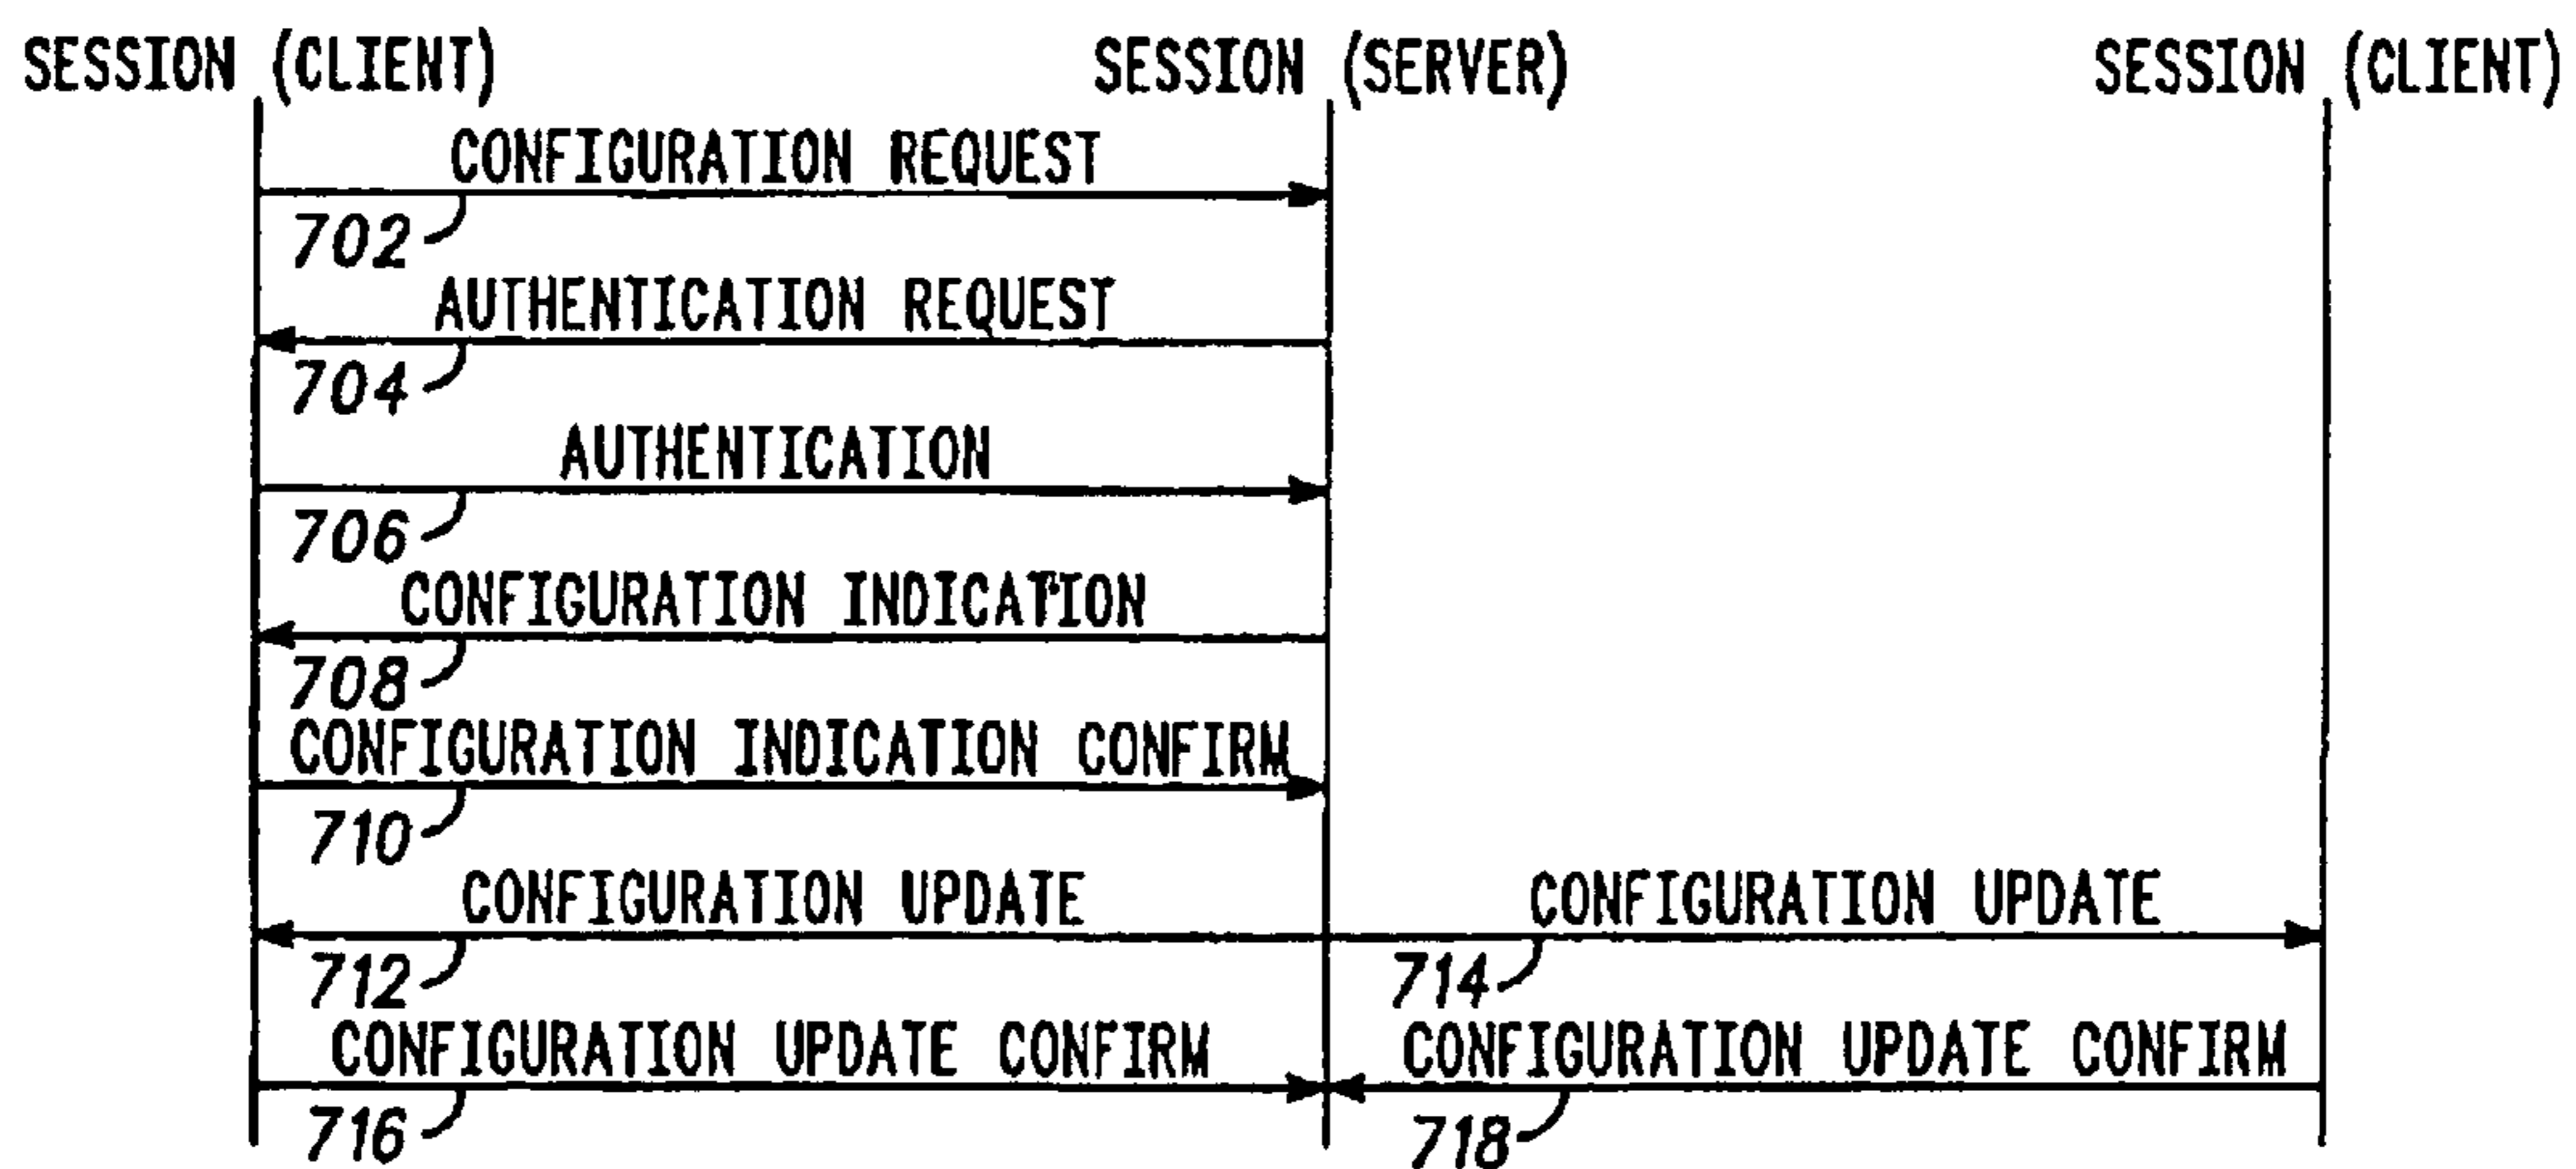 SESSION (CLIENT) SESSION (SERVER) SESSION (CLIENT)
CONFIGURATION REQUEST
702
AUTHENTICATION REQUEST
704
AUTHENTICATION
706
CONFIGURATION INDICATION
708
CONFIGURATION INDICATION CONFIRM
710
CONFIGURATION UPDATE CONFIGURATION UPDATE
712 714
CONFIGURATION UPDATE CONFIRM CONFIGURATION UPDATE CONFIRM
716 718